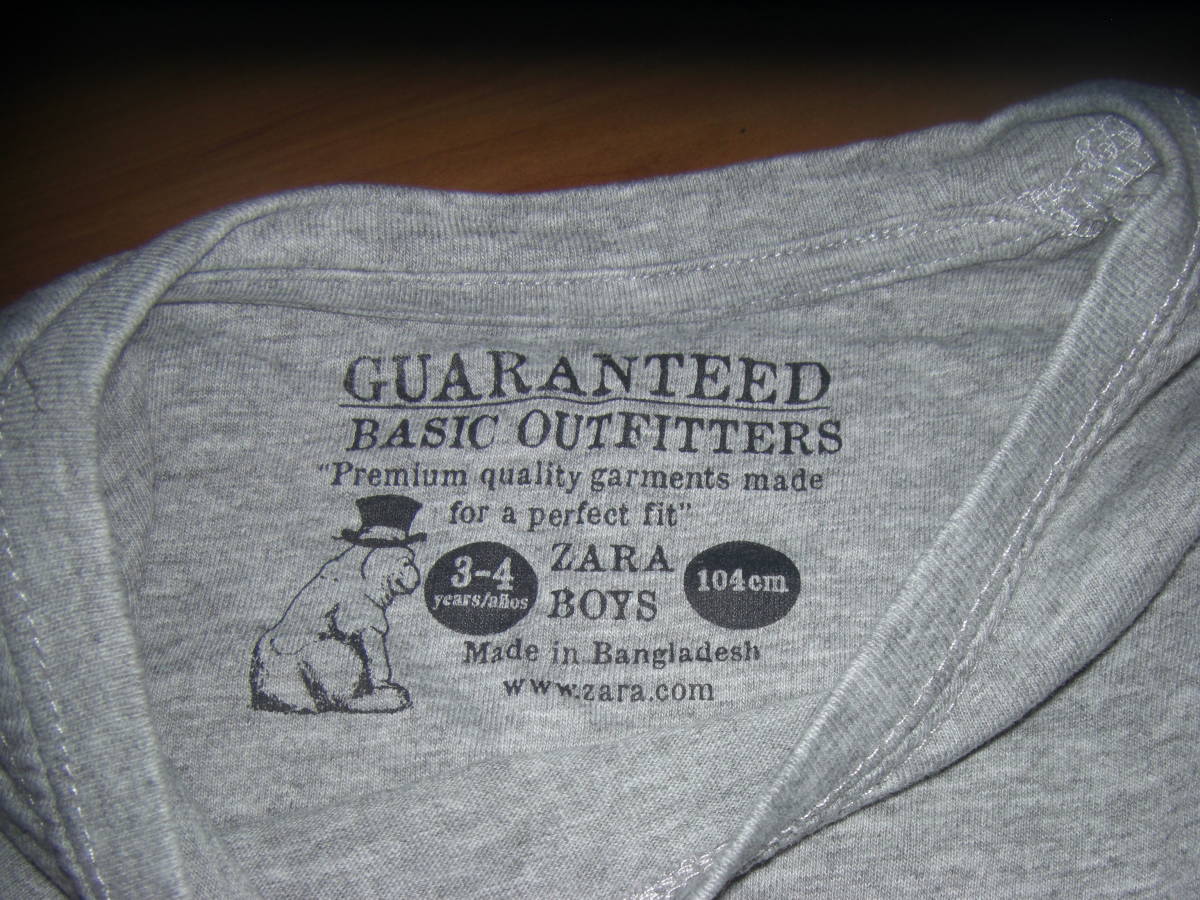 GUARANTEED
BASIC OUTFITTERS
"Premium quality garments made
for a perfect fit"
3-4
years/años
ZARA
BOYS
104cm
Made in Bangladesh
www.zara.com